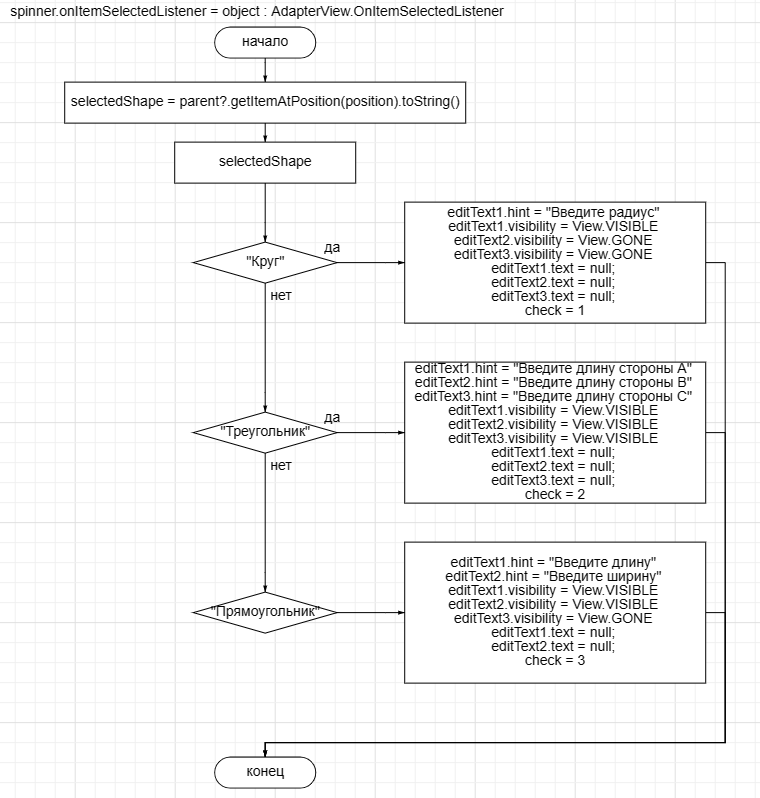 spinner.onItemSelectedListener = object : AdapterView.OnItemSelectedListener
начало
selectedShape = parent?.getItemAtPosition(position).toString()
selectedShape
"Круг"
да
нет
editText1.hint = "Введите радиус"
editText1.visibility = View.VISIBLE
editText2.visibility = View.GONE
editText3.visibility = View.GONE
editText1.text = null;
editText2.text = null;
editText3.text = null;
check = 1
"Треугольник"
да
нет
editText1.hint = "Введите длину стороны A"
editText2.hint = "Введите длину стороны B"
editText3.hint = "Введите длину стороны C"
editText1.visibility = View.VISIBLE
editText2.visibility = View.VISIBLE
editText3.visibility = View.VISIBLE
editText1.text = null;
editText2.text = null;
editText3.text = null;
check = 2
"Прямоугольник"
editText1.hint = "Введите длину"
editText2.hint = "Введите ширину"
editText1.visibility = View.VISIBLE
editText2.visibility = View.VISIBLE
editText3.visibility = View.GONE
editText1.text = null;
editText2.text = null;
check = 3
конец